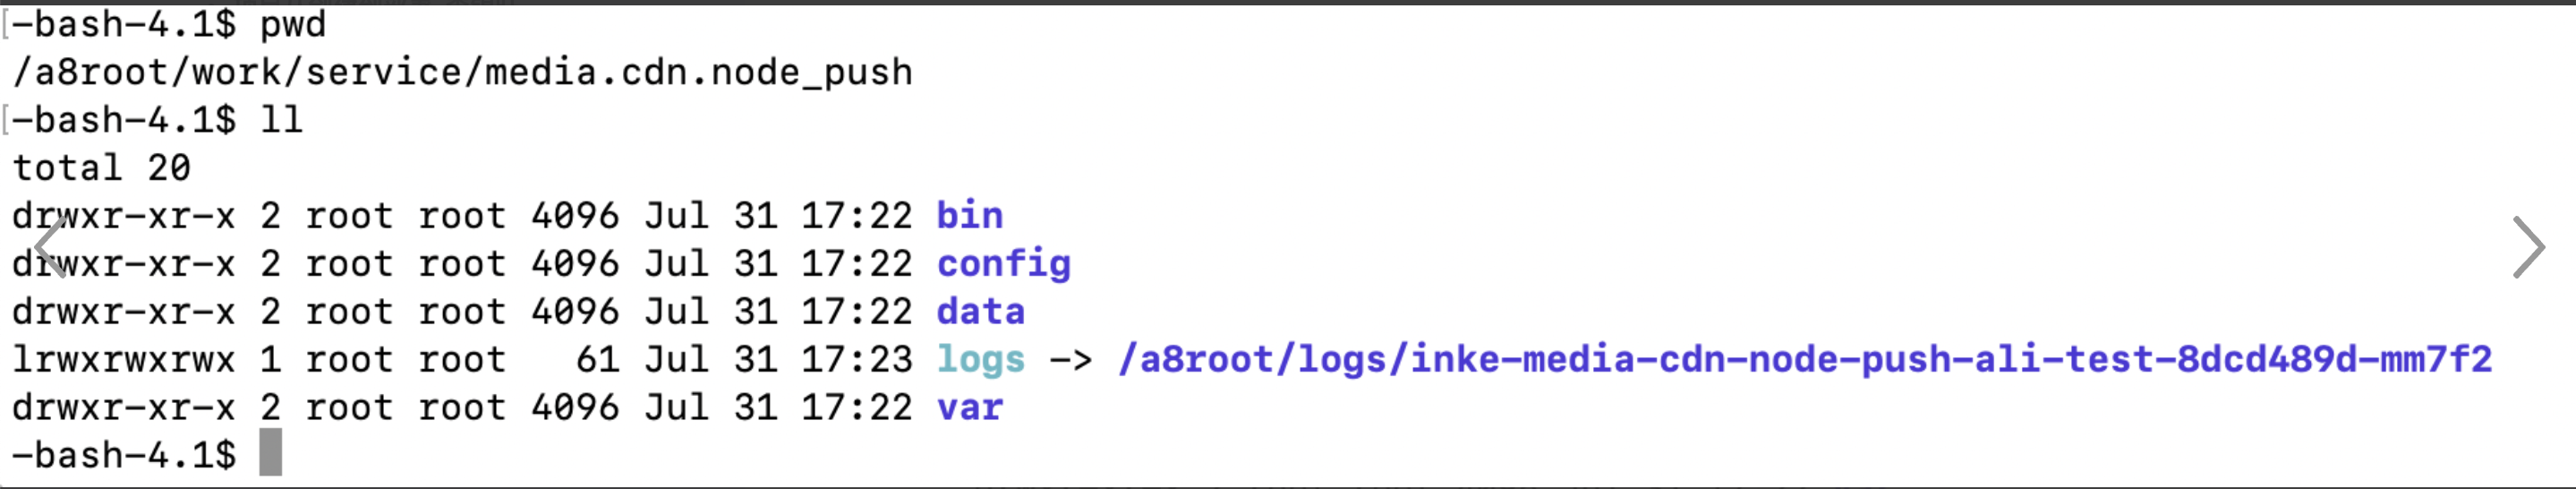 [-bash-4.1$ pwd
/a8root/work/service/media.cdn.node_push
[-bash-4.1$ ll
total 20
drwxr-xr-x 2 root root 4096 Jul 31 17:22 bin
drwxr-xr-x 2 root root 4096 Jul 31 17:22 config
drwxr-xr-x 2 root root 4096 Jul 31 17:22 data
lrwxrwxrwx 1 root root   61 Jul 31 17:23 logs -> /a8root/logs/inke-media-cdn-node-push-ali-test-8dcd489d-mm7f2
drwxr-xr-x 2 root root 4096 Jul 31 17:22 var
-bash-4.1$